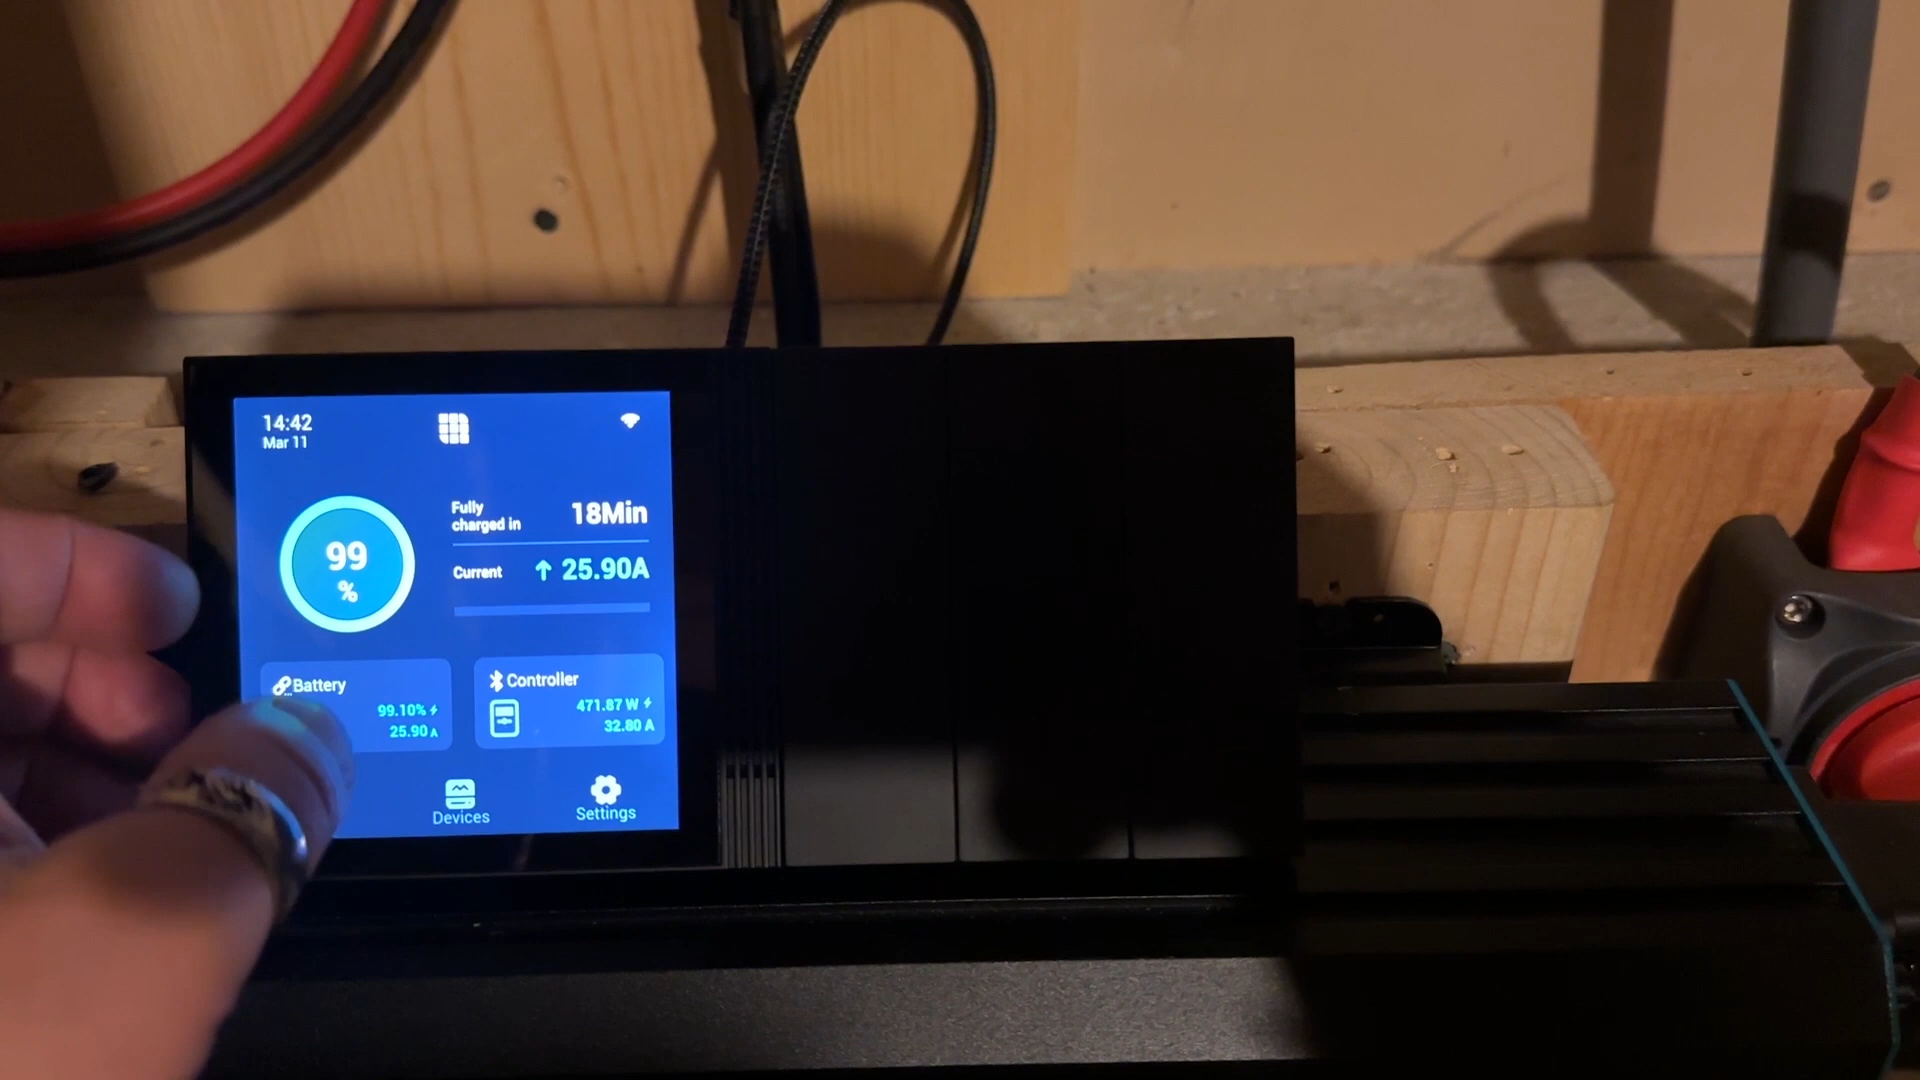 14:42
Mar 11
Fully
charged in
18Min
99
%
Current
25.90A
Battery
99.10%
25.90 A
Controller
471.87 W
32.80 A
Devices
Settings